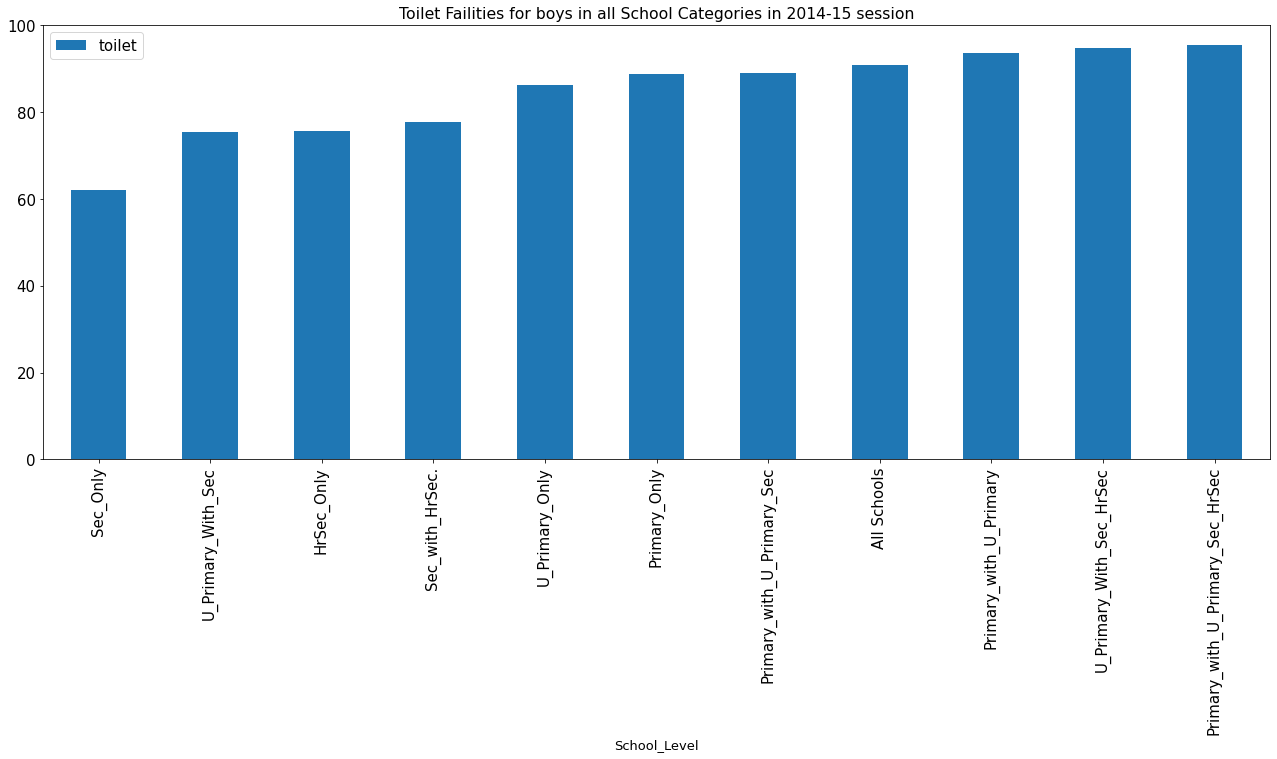 Toilet Failities for boys in all School Categories in 2014-15 session
toilet
100
80
60
40
20
0
Sec_Only
U_Primary_With_Sec
HrSec_Only
Sec_with_HrSec.
U_Primary_Only
Primary_Only
Primary_with_U_Primary_Sec
All Schools
Primary_with_U_Primary
U_Primary_With_Sec_HrSec
Primary_with_U_Primary_Sec_HrSec
School_Level